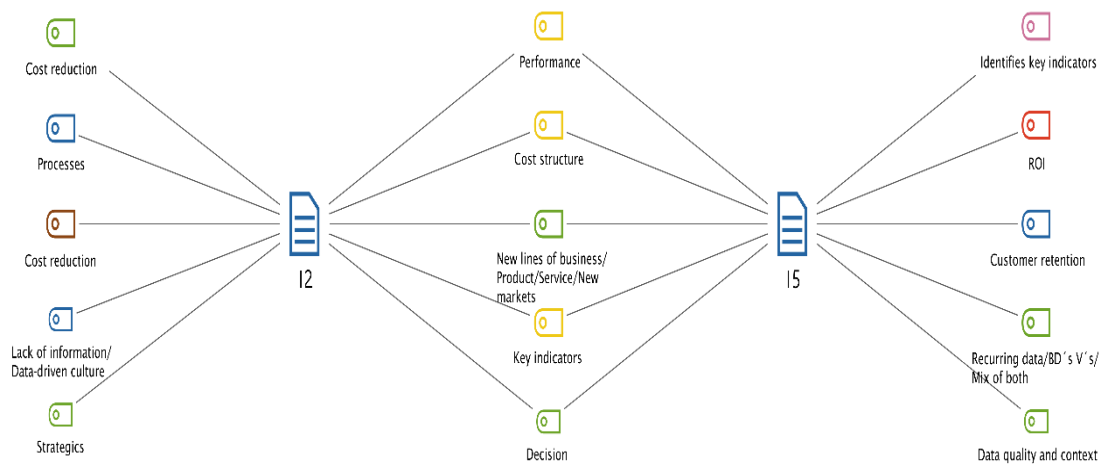 Cost reduction
Performance
Identifies key indicators
Processes
Cost structure
ROI
Cost reduction
I2
New lines of business/
Product/Service/New
markets
I5
Customer retention
Lack of information/
Data-driven culture
Key indicators
Recurring data/BD´s V´s/
Mix of both
Strategics
Decision
Data quality and context